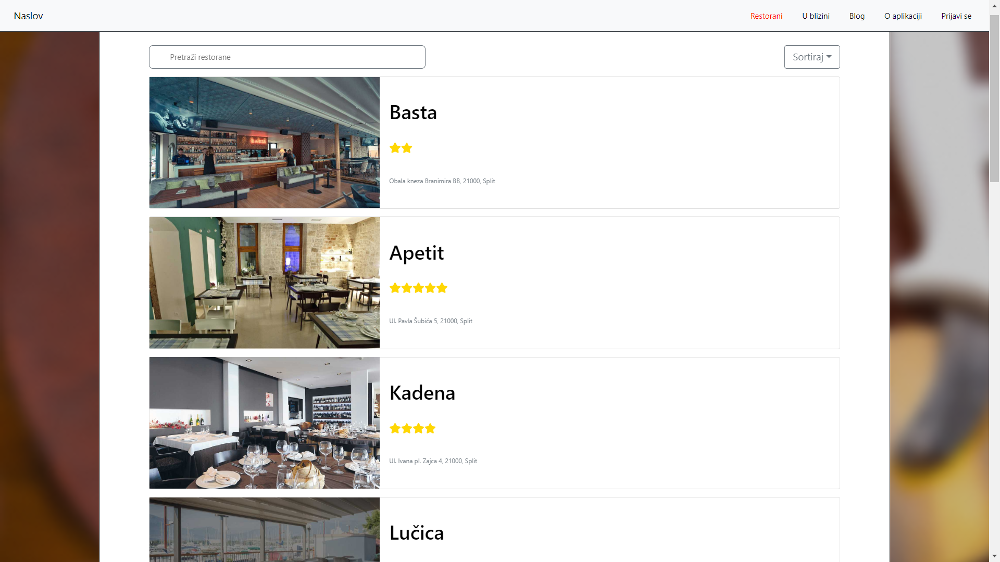 Naslov
Restorani
U blizini
Blog
O aplikaciji
Prijavi se
Pretraži restorane
Sortiraj
BASTA
Basta
Obala kneza Branimira BB, 21000, Split
Apetit
Ul. Pavla Šubića 5, 21000, Split
Kadena
Ul. Ivana pl. Zajca 4, 21000, Split
Lučica